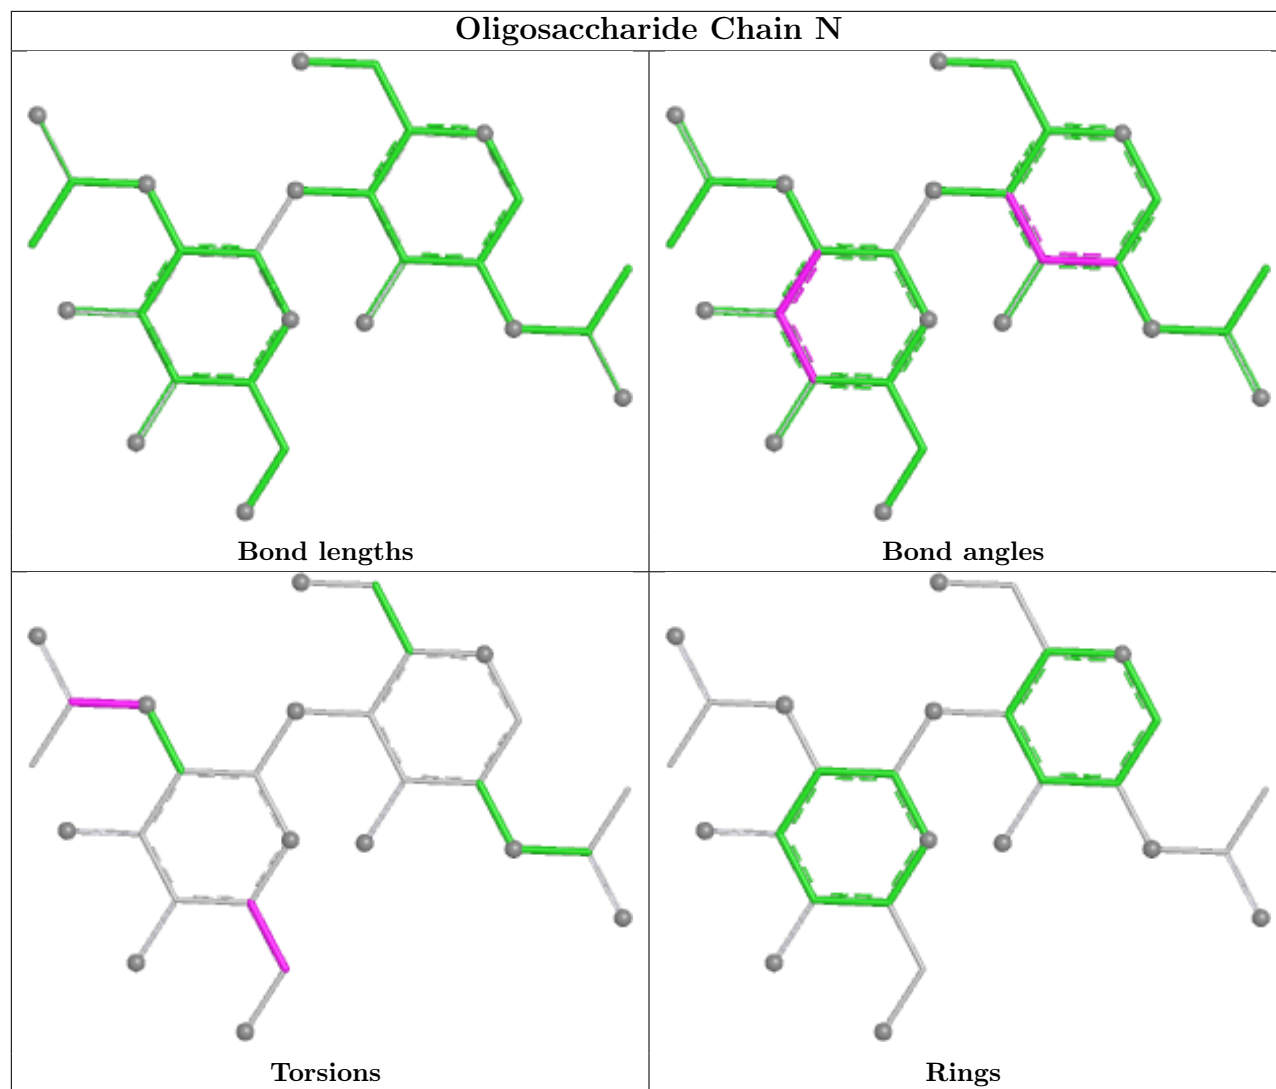 Oligosaccharide Chain N
Bond lengths
Bond angles
Torsions
Rings